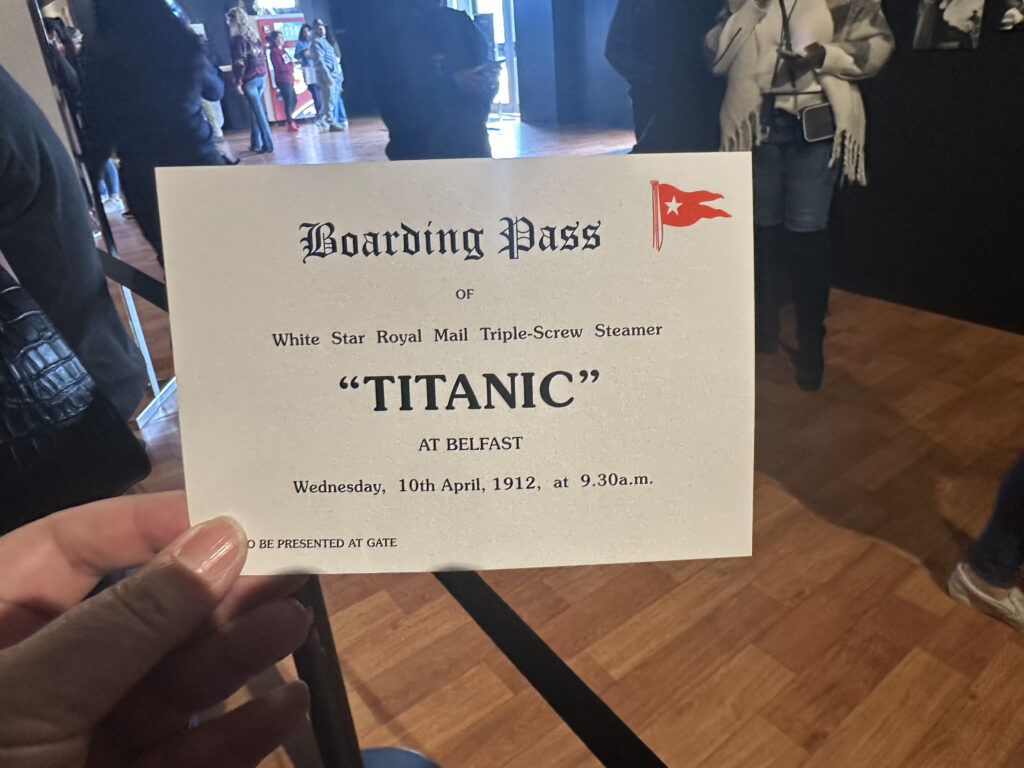 Boarding Pass
OF
White Star Royal Mail Triple-Screw Steamer
“TITANIC”
AT BELFAST
Wednesday, 10th April, 1912, at 9.30a.m.
O BE PRESENTED AT GATE